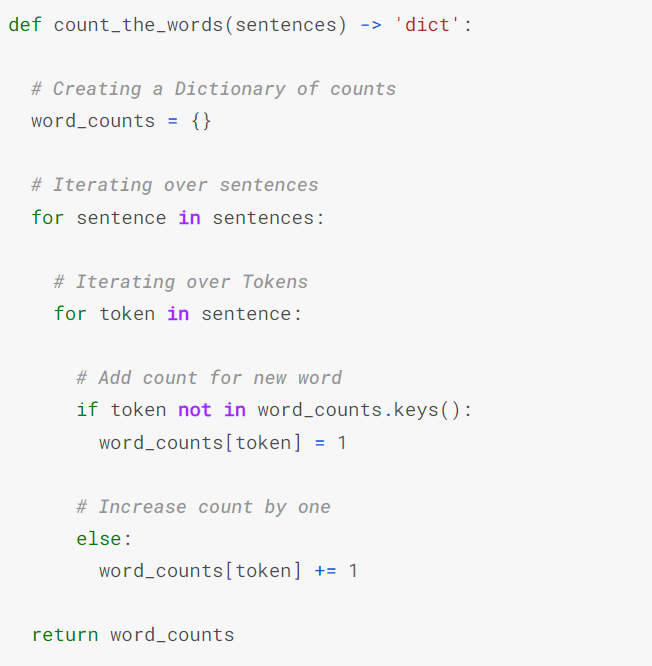 def count_the_words(sentences) -> 'dict':
# Creating a Dictionary of counts
word_counts = {}
# Iterating over sentences
for sentence in sentences:
# Iterating over Tokens
for token in sentence:
# Add count for new word
if token not in word_counts.keys():
word_counts[token] = 1
# Increase count by one
else:
word_counts[token] += 1
return word_counts